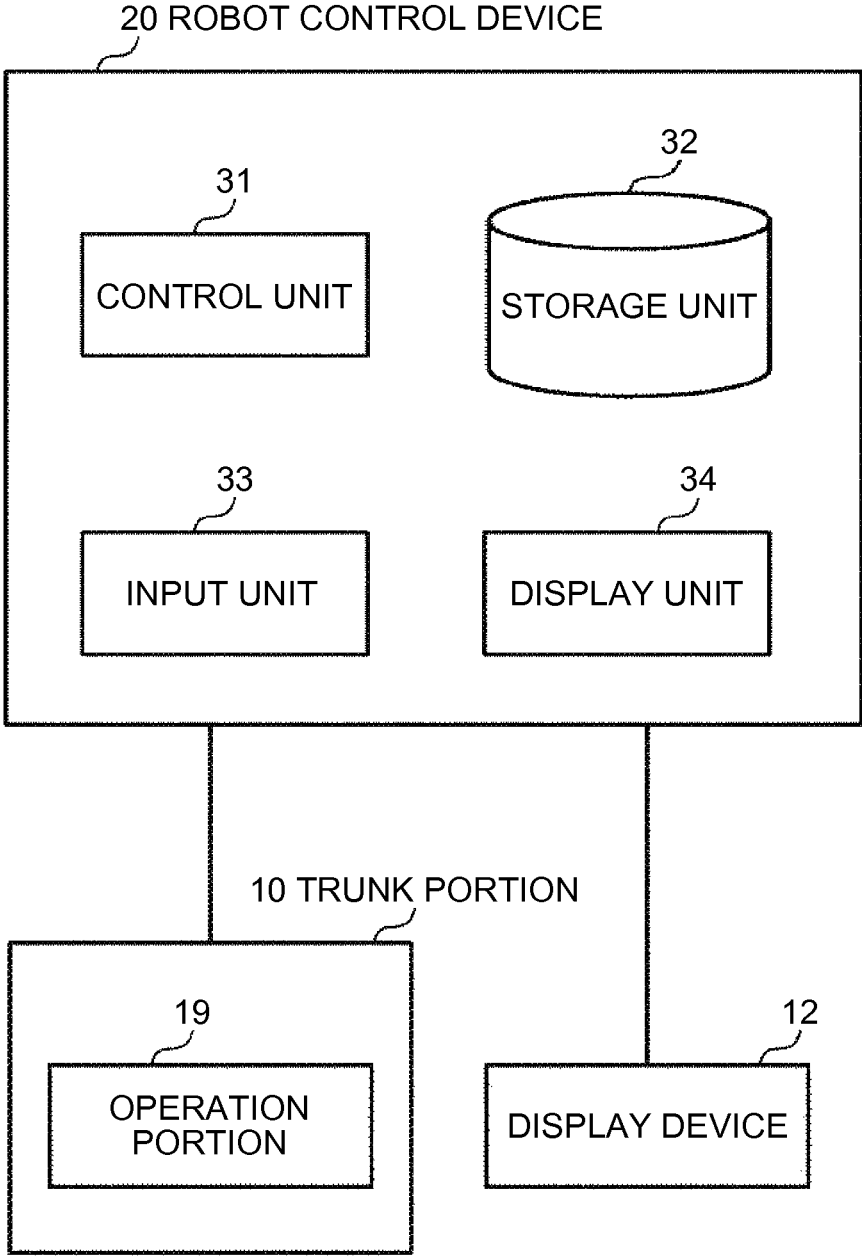 20 ROBOT CONTROL DEVICE
31
CONTROL UNIT
32
STORAGE UNIT
33
INPUT UNIT
34
DISPLAY UNIT
10 TRUNK PORTION
19
OPERATION
PORTION
12
DISPLAY DEVICE